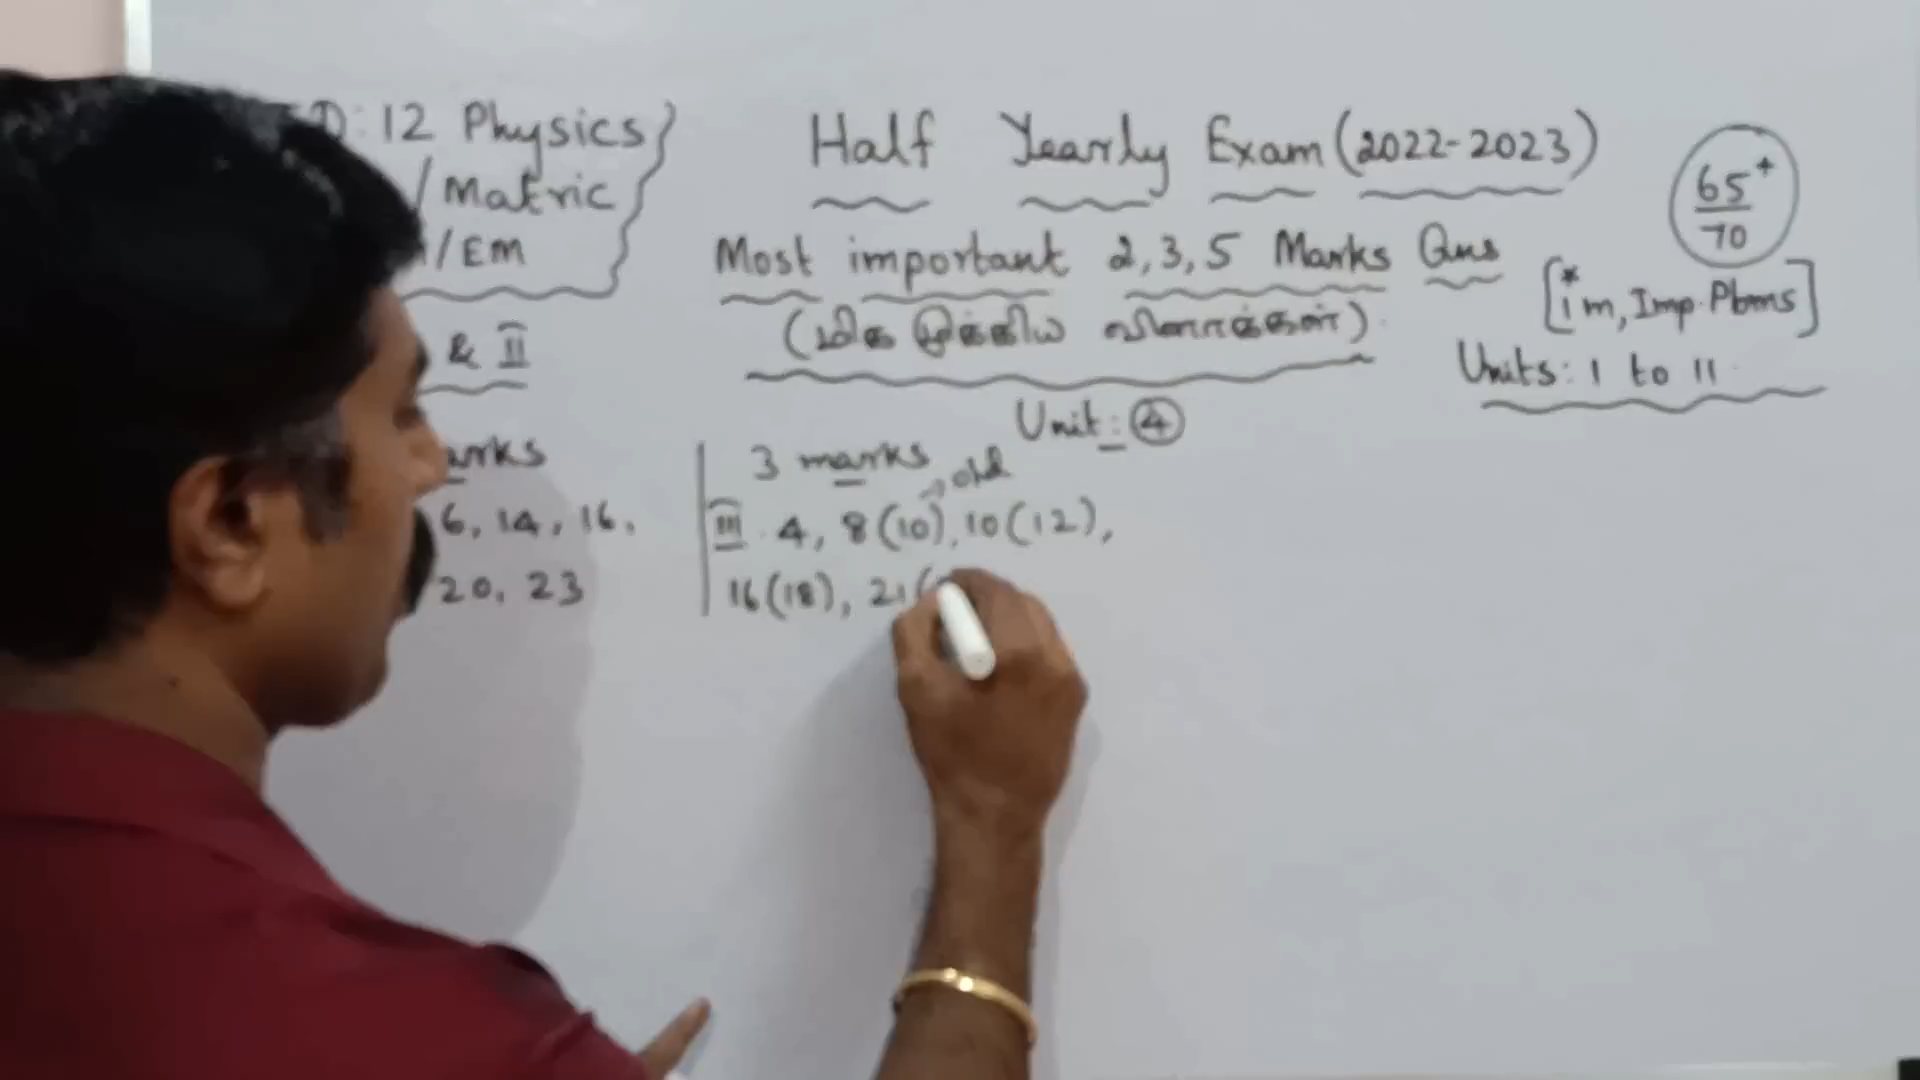 : 12 Physics
/Matric
/EM
& II
Half Yearly Exam (2022-2023)
65+
70
Most important 2, 3, 5 Marks Qns
(மிக முக்கிய வினாக்கள்)
[*1m, Imp. Pbms]
Units: 1 to 11
Unit: ④
arks
6, 14, 16,
20, 23
3 marks
→ old
III. 4, 8(10), 10(12),
16(18), 21(